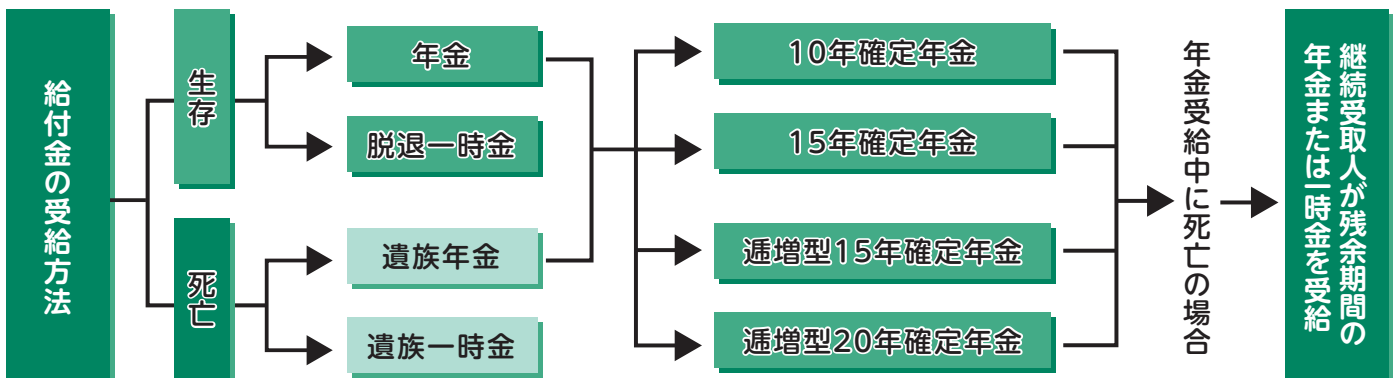 給付金の受給方法
生存
死亡
年金
脱退一時金
遺族年金
遺族一時金
10年確定年金
15年確定年金
逓増型15年確定年金
逓増型20年確定年金
年金受給中に死亡の場合
継続受取人が残余期間の
年金または一時金を受給